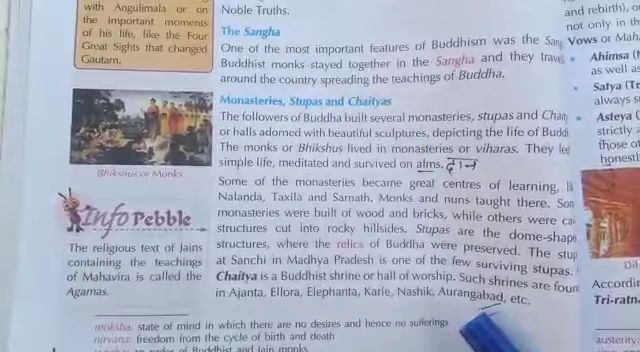 with Angulimala or on
the important moments
of his life, like the Four
Great Sights that changed
Gautam.
Noble Truths.
The Sangha
One of the most important features of Buddhism was the
Buddhist monks stayed together in the Sangha and they
around the country spreading the teachings of Buddha.
Monasteries, Stupas and Chaityas
The followers of Buddha built several monasteries, stupas and
or halls adorned with beautiful sculptures, depicting the life of
The monks or Bhikshus lived in monasteries or viharas. They
simple life, meditated and survived on alms. दान
Some of the monasteries became great centres of learning,
Nalanda, Taxila and Sarnath. Monks and nuns taught there.
monasteries were built of wood and bricks, while others were
structures cut into rocky hillsides. Stupas are the
structures, where the relics of Buddha were preserved. The
at Sanchi in Madhya Pradesh is one of the few surviving stupas.
Chaitya is a Buddhist shrine or hall of worship. Such shrines are
in Ajanta, Ellora, Elephanta, Karle, Nashik, Aurangabad, etc.
Bhikshus or Monks
Info Pebble
The religious text of Jains
containing the teachings
of Mahavira is called the
Agamas.
moksha: state of mind in which there are no desires and hence no sufferings
nirvana: freedom from the cycle of birth and death
an order of Buddhist and Jain monks
and rebirth),
not only in
Vows or
Ahimsa
as well as
Satya
always
Asteya
strictly
those
Tri-ratna
austerity